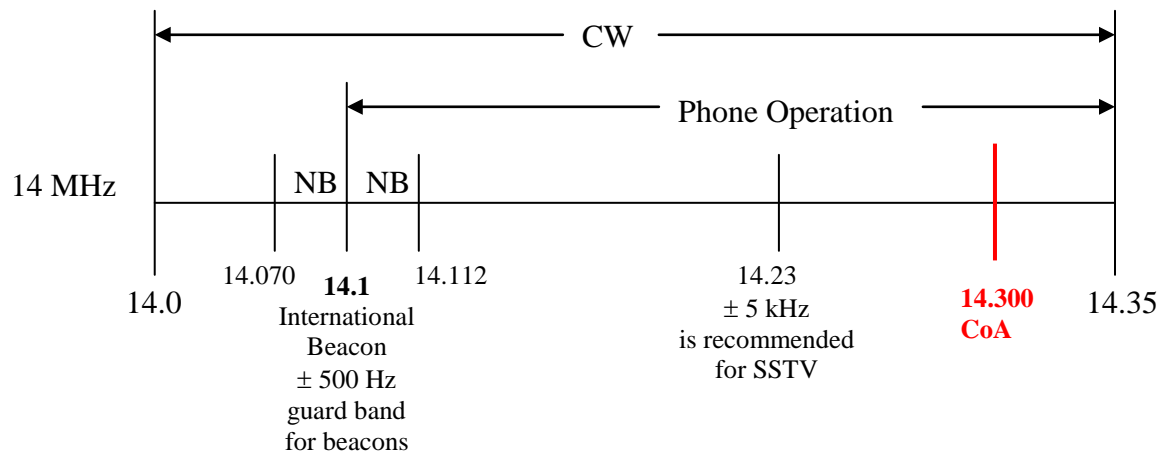 CW
Phone Operation
14 MHz
NB
NB
14.0
14.070
14.1
International
Beacon
± 500 Hz
guard band
for beacons
14.112
14.23
± 5 kHz
is recommended
for SSTV
14.300
CoA
14.35